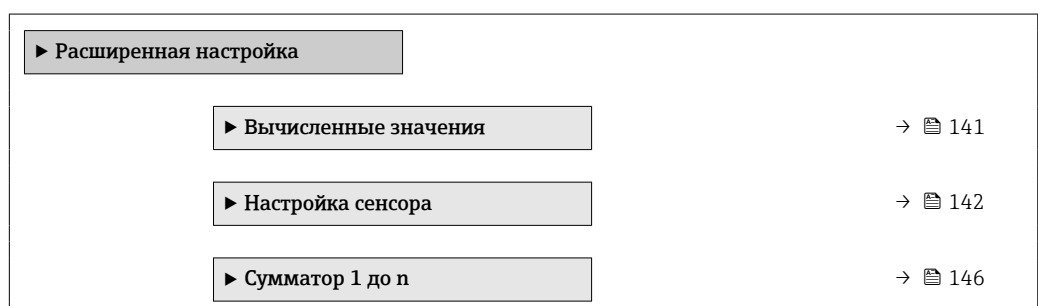 ▶ Расширенная настройка
▶ Вычисленные значения → 141
▶ Настройка сенсора → 142
▶ Сумматор 1 до n → 146